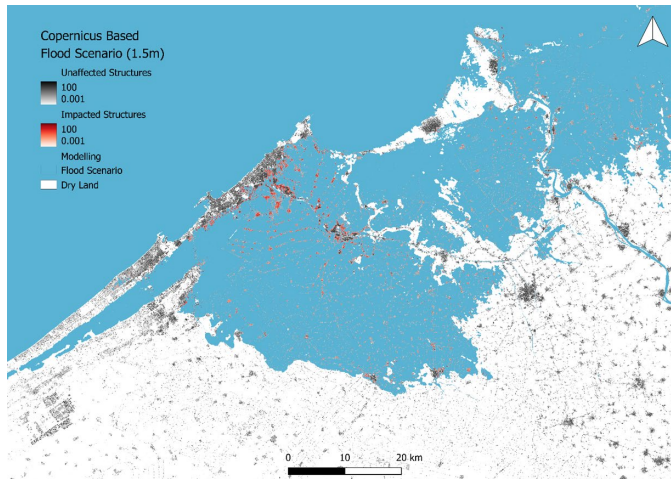 Copernicus Based
Flood Scenario (1.5m)
Unaffected Structures
100
0.001
Impacted Structures
100
0.001
Modelling
Flood Scenario
Dry Land
0 10 20 km